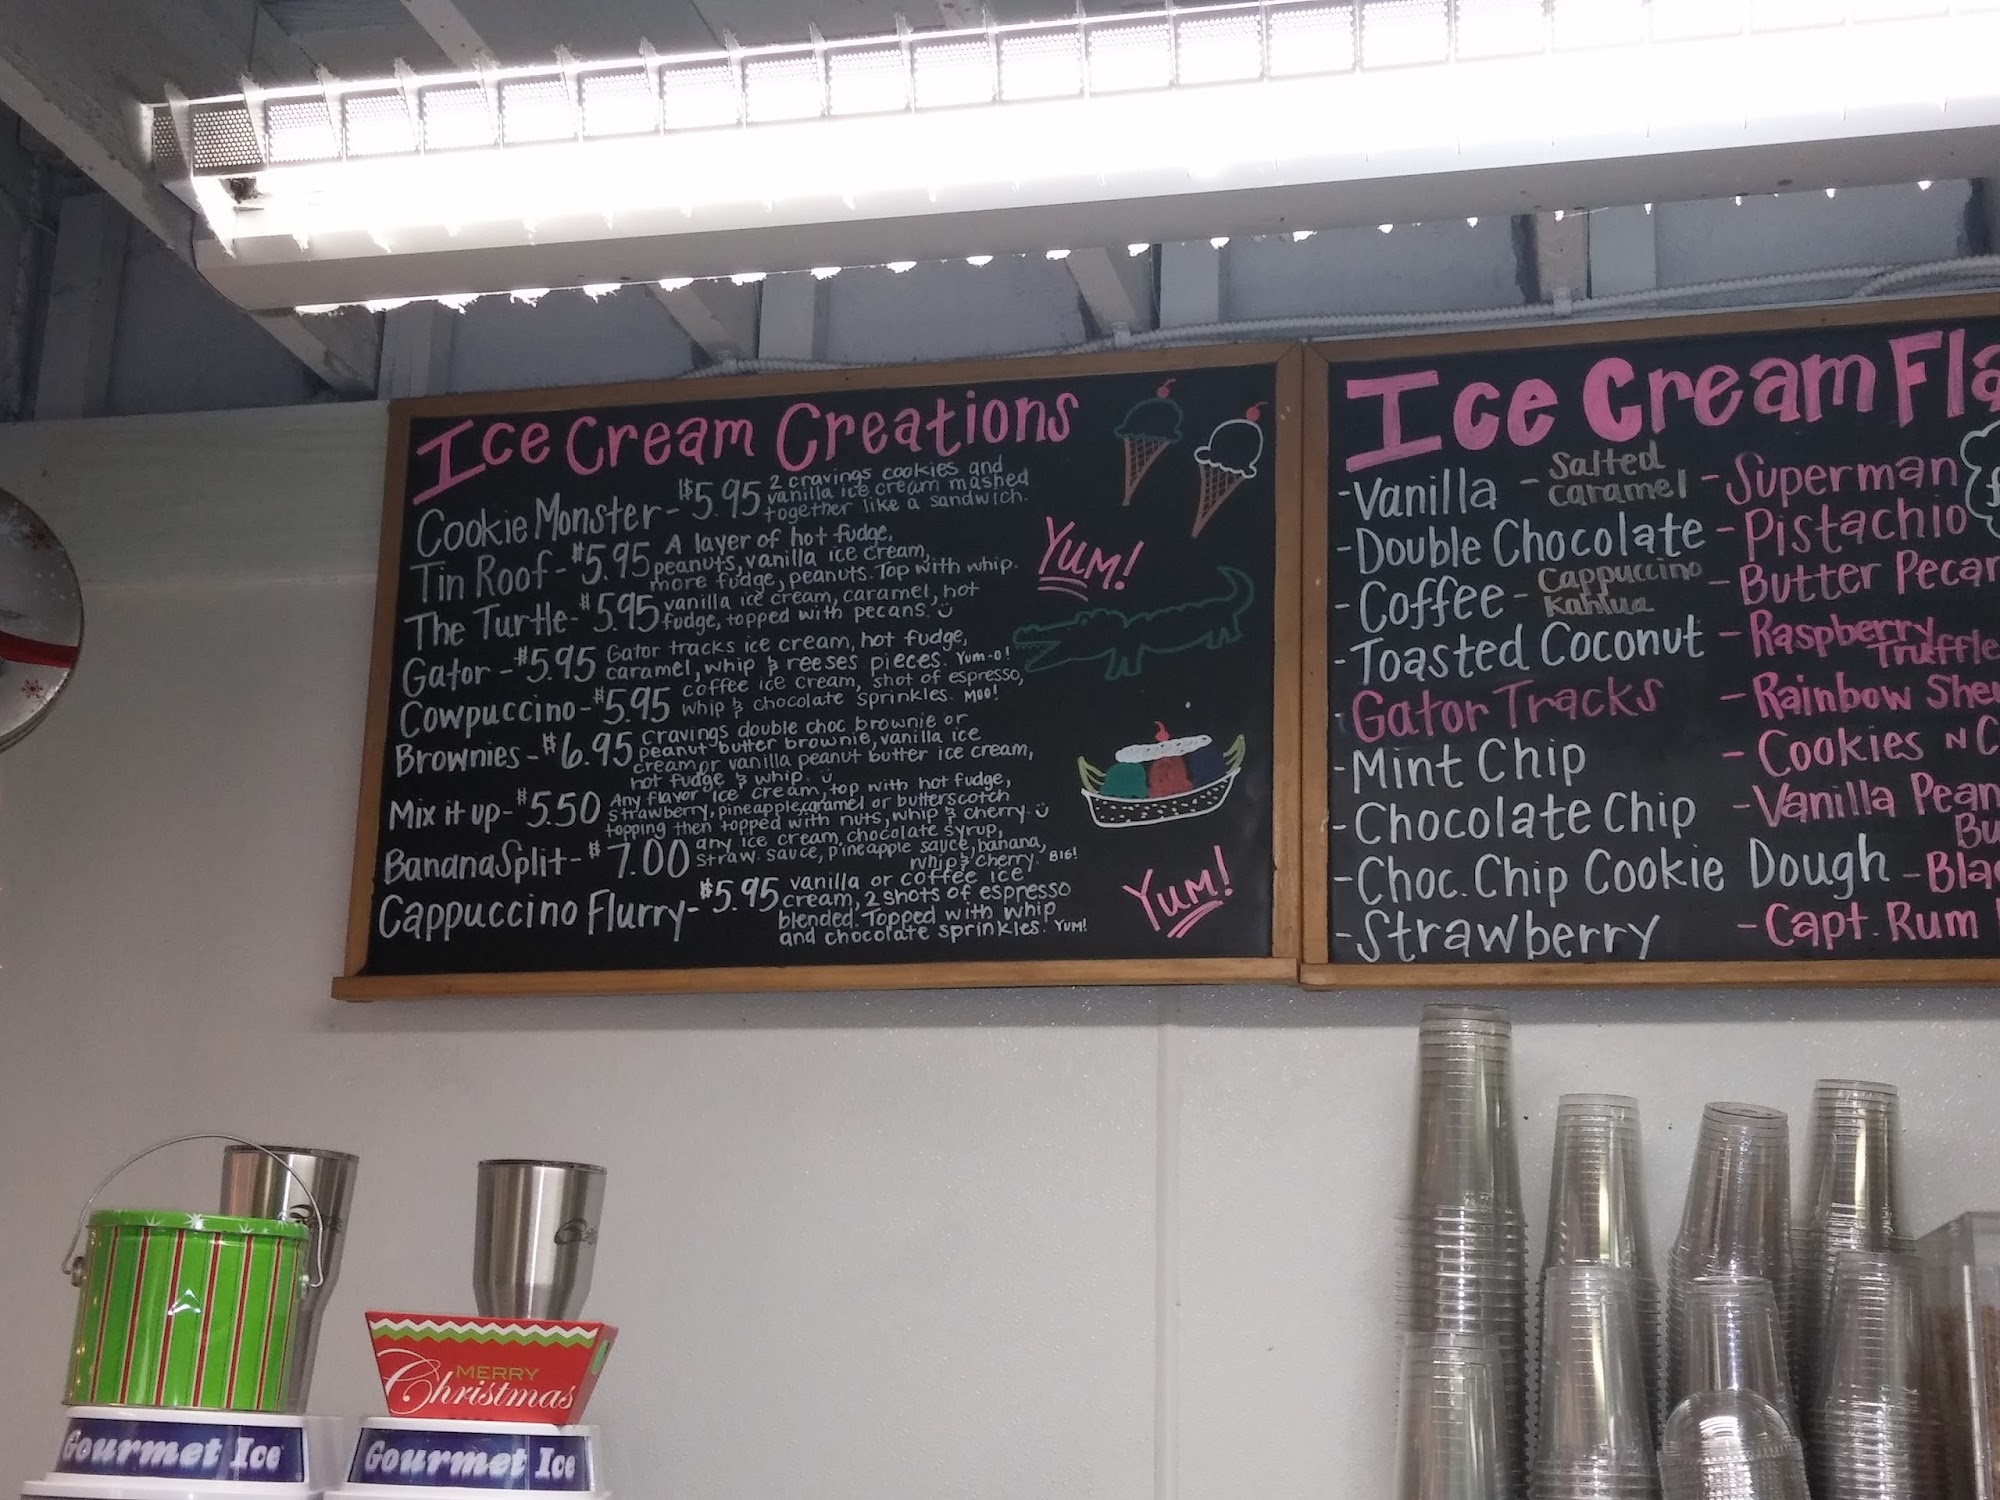 Ice Cream Creations
Cookie Monster - $5.95 2 cravings cookies and
vanilla ice cream mashed
together like a sandwich.
Tin Roof - $5.95 A layer of hot fudge,
peanuts, vanilla ice cream,
more fudge, peanuts. Top with whip.
The Turtle - $5.95 vanilla ice cream, caramel, hot
fudge, topped with pecans.
Gator - $5.95 Gator tracks ice cream, hot fudge,
caramel, whip & reeses pieces. Yum-o!
Cowpuccino - $5.95 coffee ice cream, shot of espresso,
whip & chocolate sprinkles. Moo!
Brownies - $6.95 Cravings double choc brownie or
peanut butter brownie, vanilla ice
cream or vanilla peanut butter ice cream,
hot fudge & whip.
Mix it up - $5.50 Any flavor ice cream, top with hot fudge,
strawberry, pineapple, caramel or butterscotch
topping then topped with nuts, whip & cherry.
Banana Split - $7.00 any ice cream, chocolate syrup,
straw. sauce, pineapple sauce, banana,
whip & cherry. BIG!
Cappuccino Flurry - $5.95 vanilla or coffee ice
cream, 2 shots of espresso
blended. Topped with whip
and chocolate sprinkles. YUM!
YUM!
YUM!
Ice Cream Fla
- Vanilla - Salted Caramel - Superman
- Double Chocolate - Pistachio
- Coffee - Cappuccino Kahlua - Butter Pecan
- Toasted Coconut - Raspberry Truffle
- Gator Tracks - Rainbow Sher
- Mint Chip - Cookies N C
- Chocolate Chip - Vanilla Pean
Bu
- Choc. Chip Cookie Dough - Blac
- Strawberry - Capt. Rum
MERRY
Christmas
Gourmet Ice
Gourmet Ice